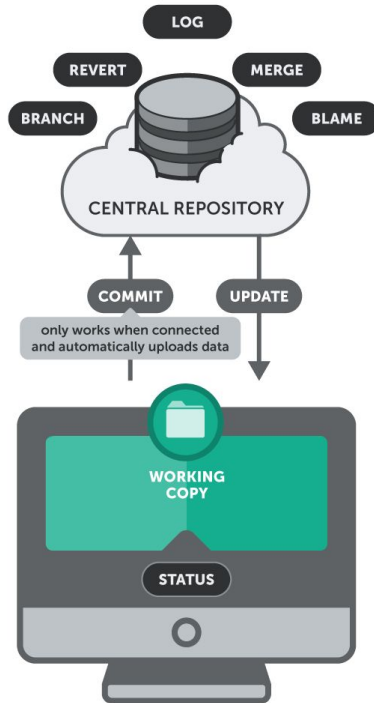 LOG
REVERT
MERGE
BRANCH
BLAME
CENTRAL REPOSITORY
COMMIT
UPDATE
only works when connected
and automatically uploads data
WORKING
COPY
STATUS